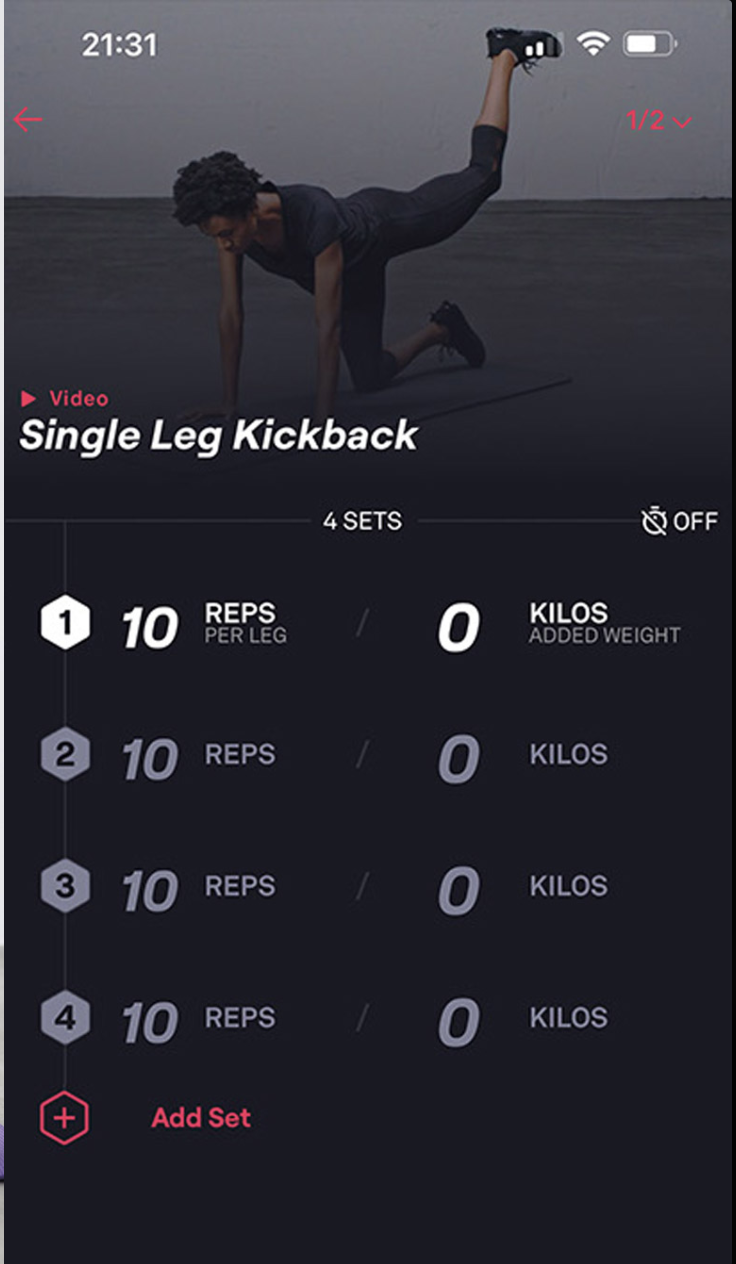 21:31
1/2
Video
Single Leg Kickback
4 SETS OFF
1 10 REPS / 0 KILOS
PER LEG ADDED WEIGHT
2 10 REPS / 0 KILOS
3 10 REPS / 0 KILOS
4 10 REPS / 0 KILOS
+ Add Set